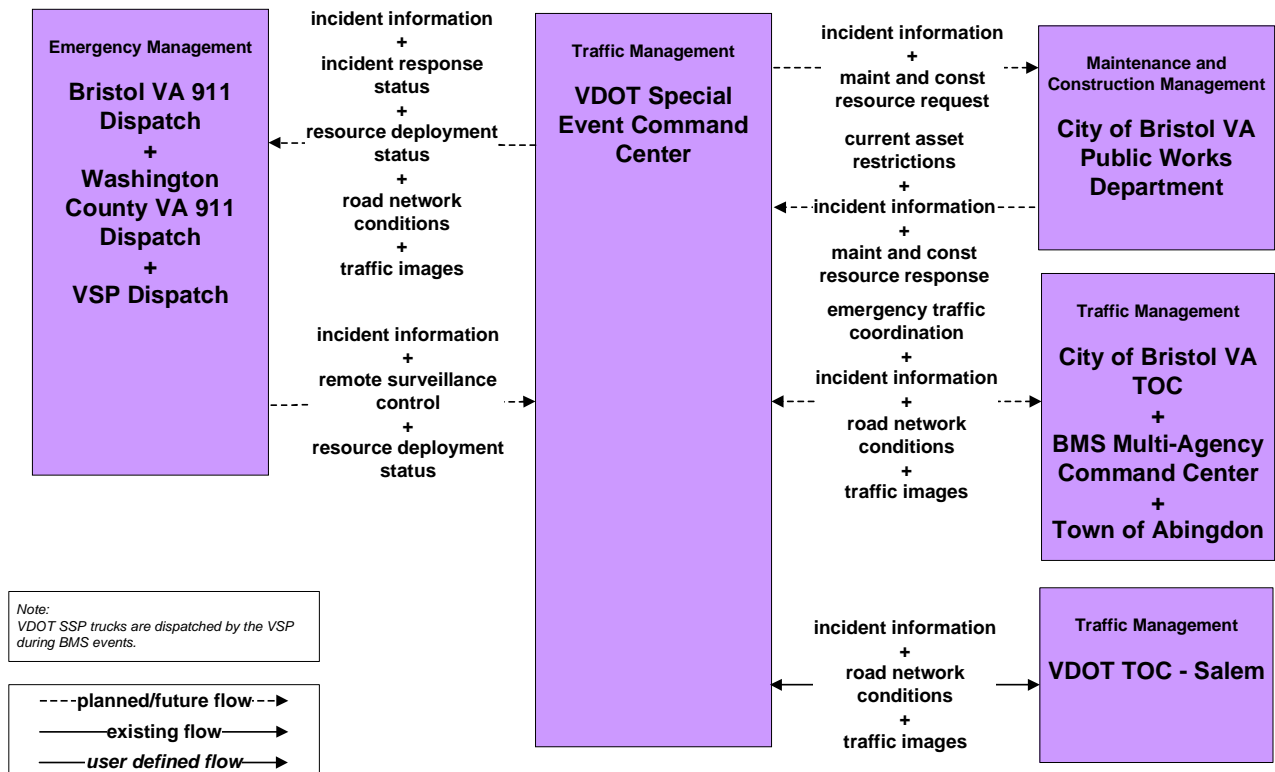 Emergency Management
Bristol VA 911
Dispatch
+
Washington
County VA 911
Dispatch
+
VSP Dispatch
incident information
+
incident response
status
+
resource deployment
status
+
road network
conditions
+
traffic images
incident information
+
remote surveillance
control
+
resource deployment
status
Traffic Management
VDOT Special
Event Command
Center
incident information
+
maint and const
resource request
current asset
restrictions
+
incident information
+
maint and const
resource response
Maintenance and
Construction Management
City of Bristol VA
Public Works
Department
emergency traffic
coordination
+
incident information
+
road network
conditions
+
traffic images
Traffic Management
City of Bristol VA
TOC
+
BMS Multi-Agency
Command Center
+
Town of Abingdon
incident information
+
road network
conditions
+
traffic images
Traffic Management
VDOT TOC - Salem
Note:
VDOT SSP trucks are dispatched by the VSP
during BMS events.
planned/future flow
existing flow
user defined flow